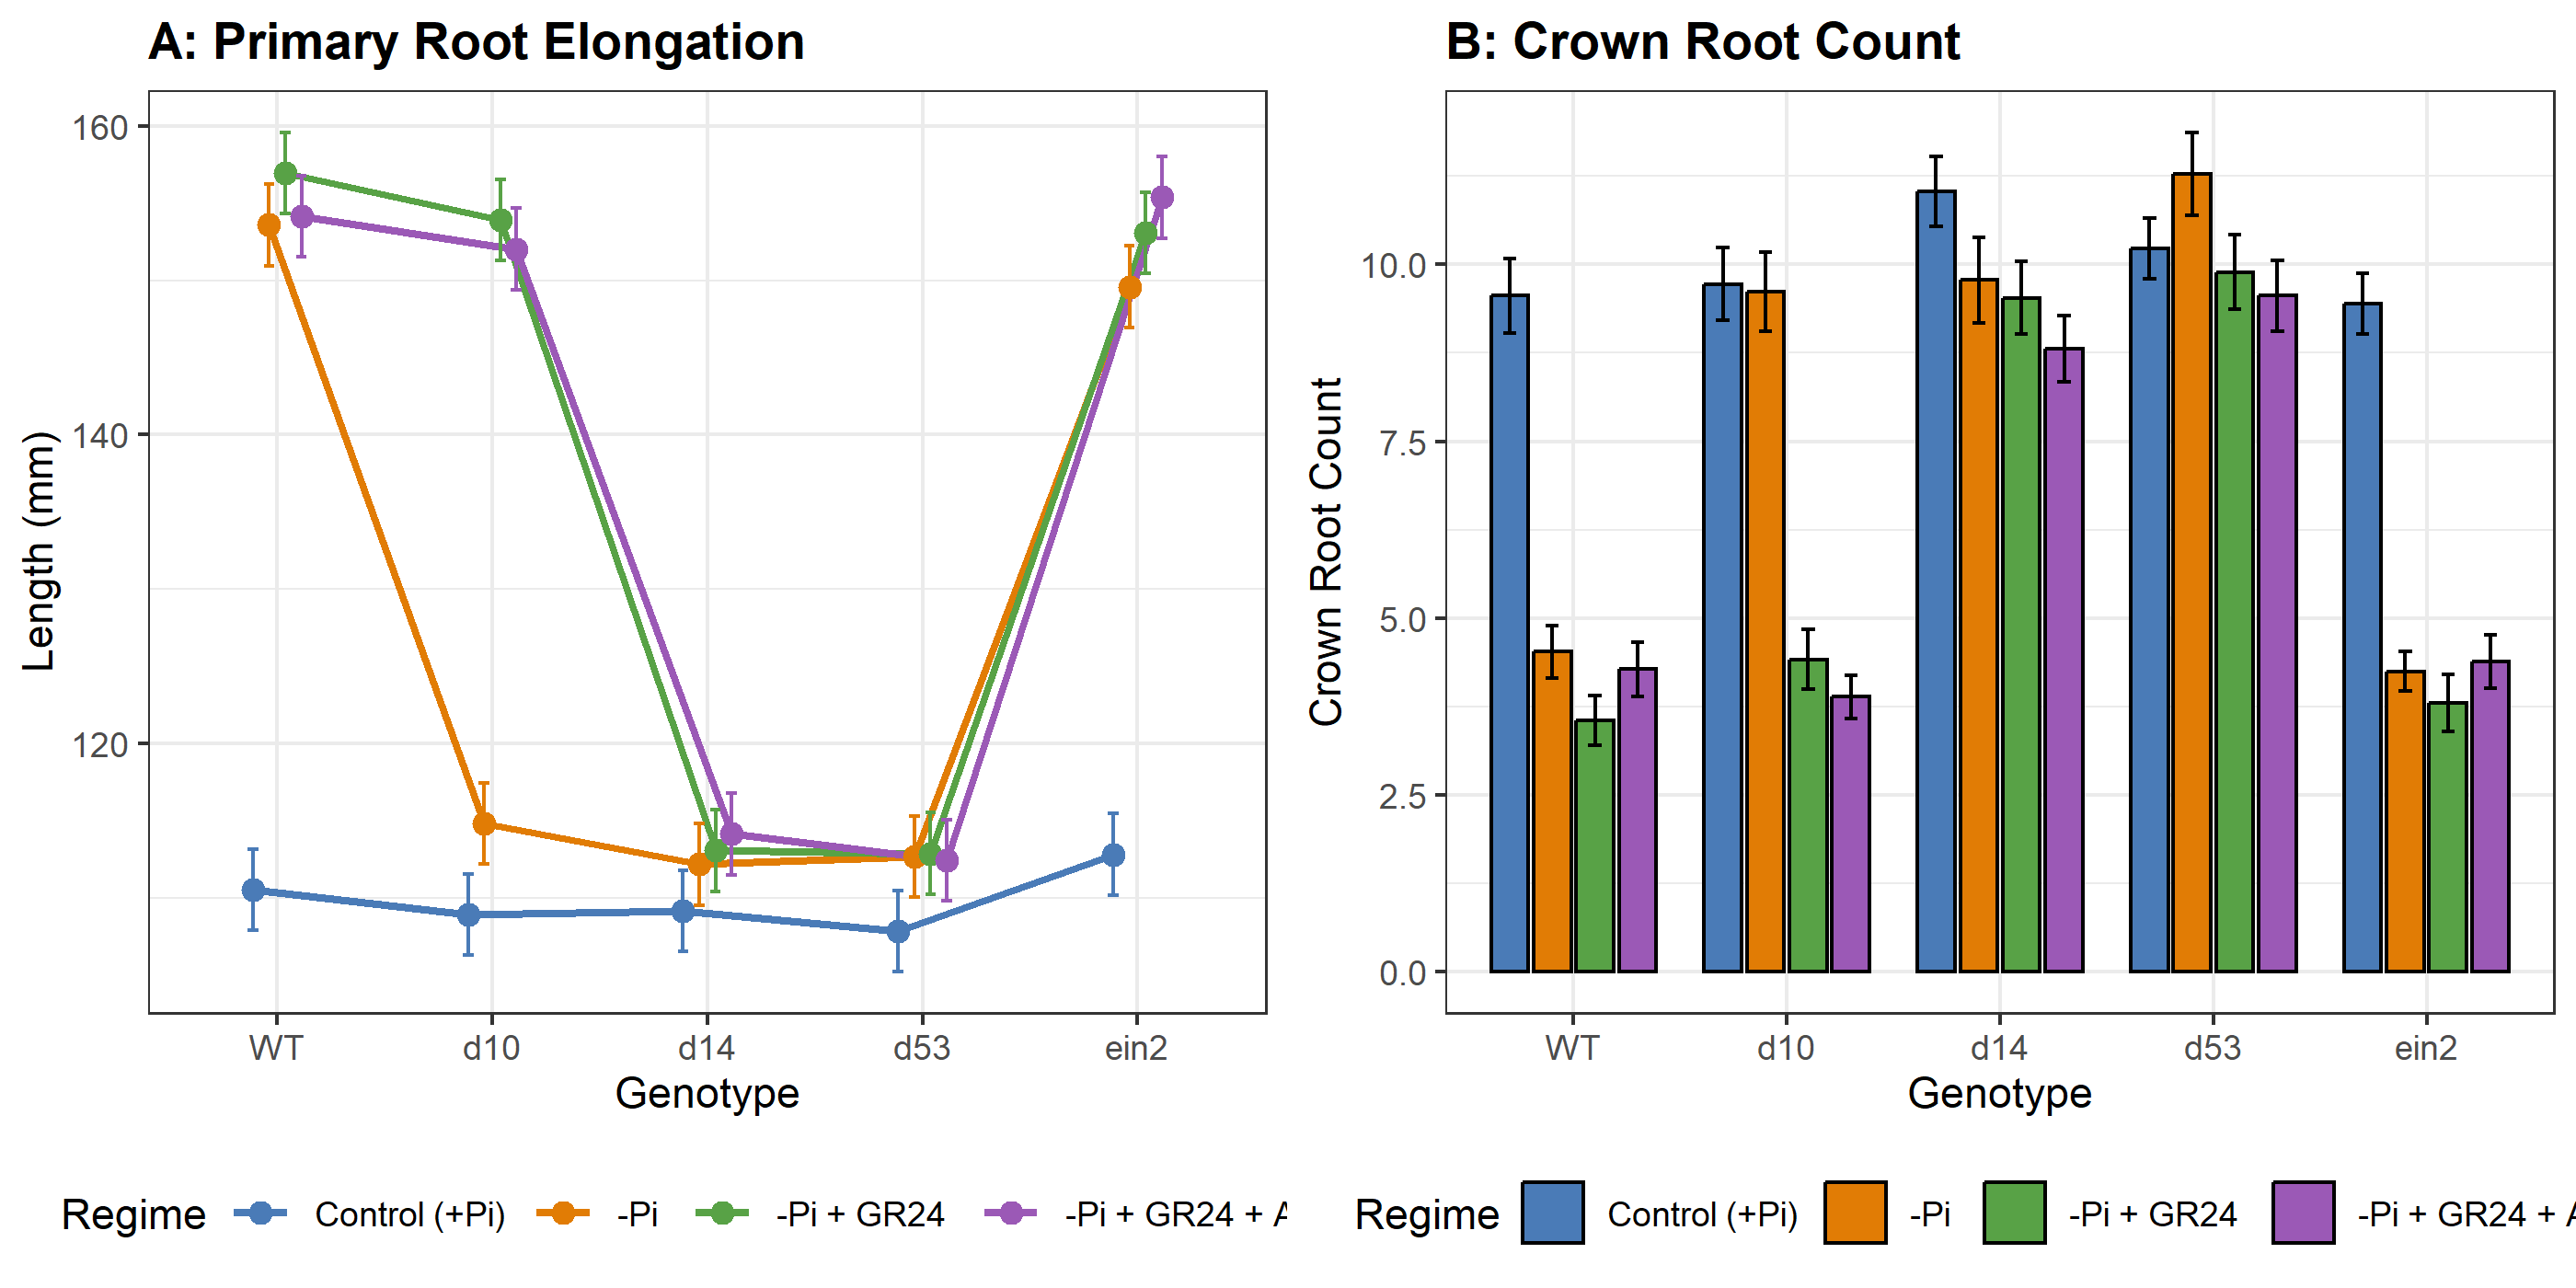 A: Primary Root Elongation
Length (mm)
160
140
120
WT d10 d14 d53 ein2
Genotype
Regime Control (+Pi) -Pi -Pi + GR24 -Pi + GR24 +
B: Crown Root Count
Crown Root Count
10.0
7.5
5.0
2.5
0.0
WT d10 d14 d53 ein2
Genotype
Regime Control (+Pi) -Pi -Pi + GR24 -Pi + GR24 +